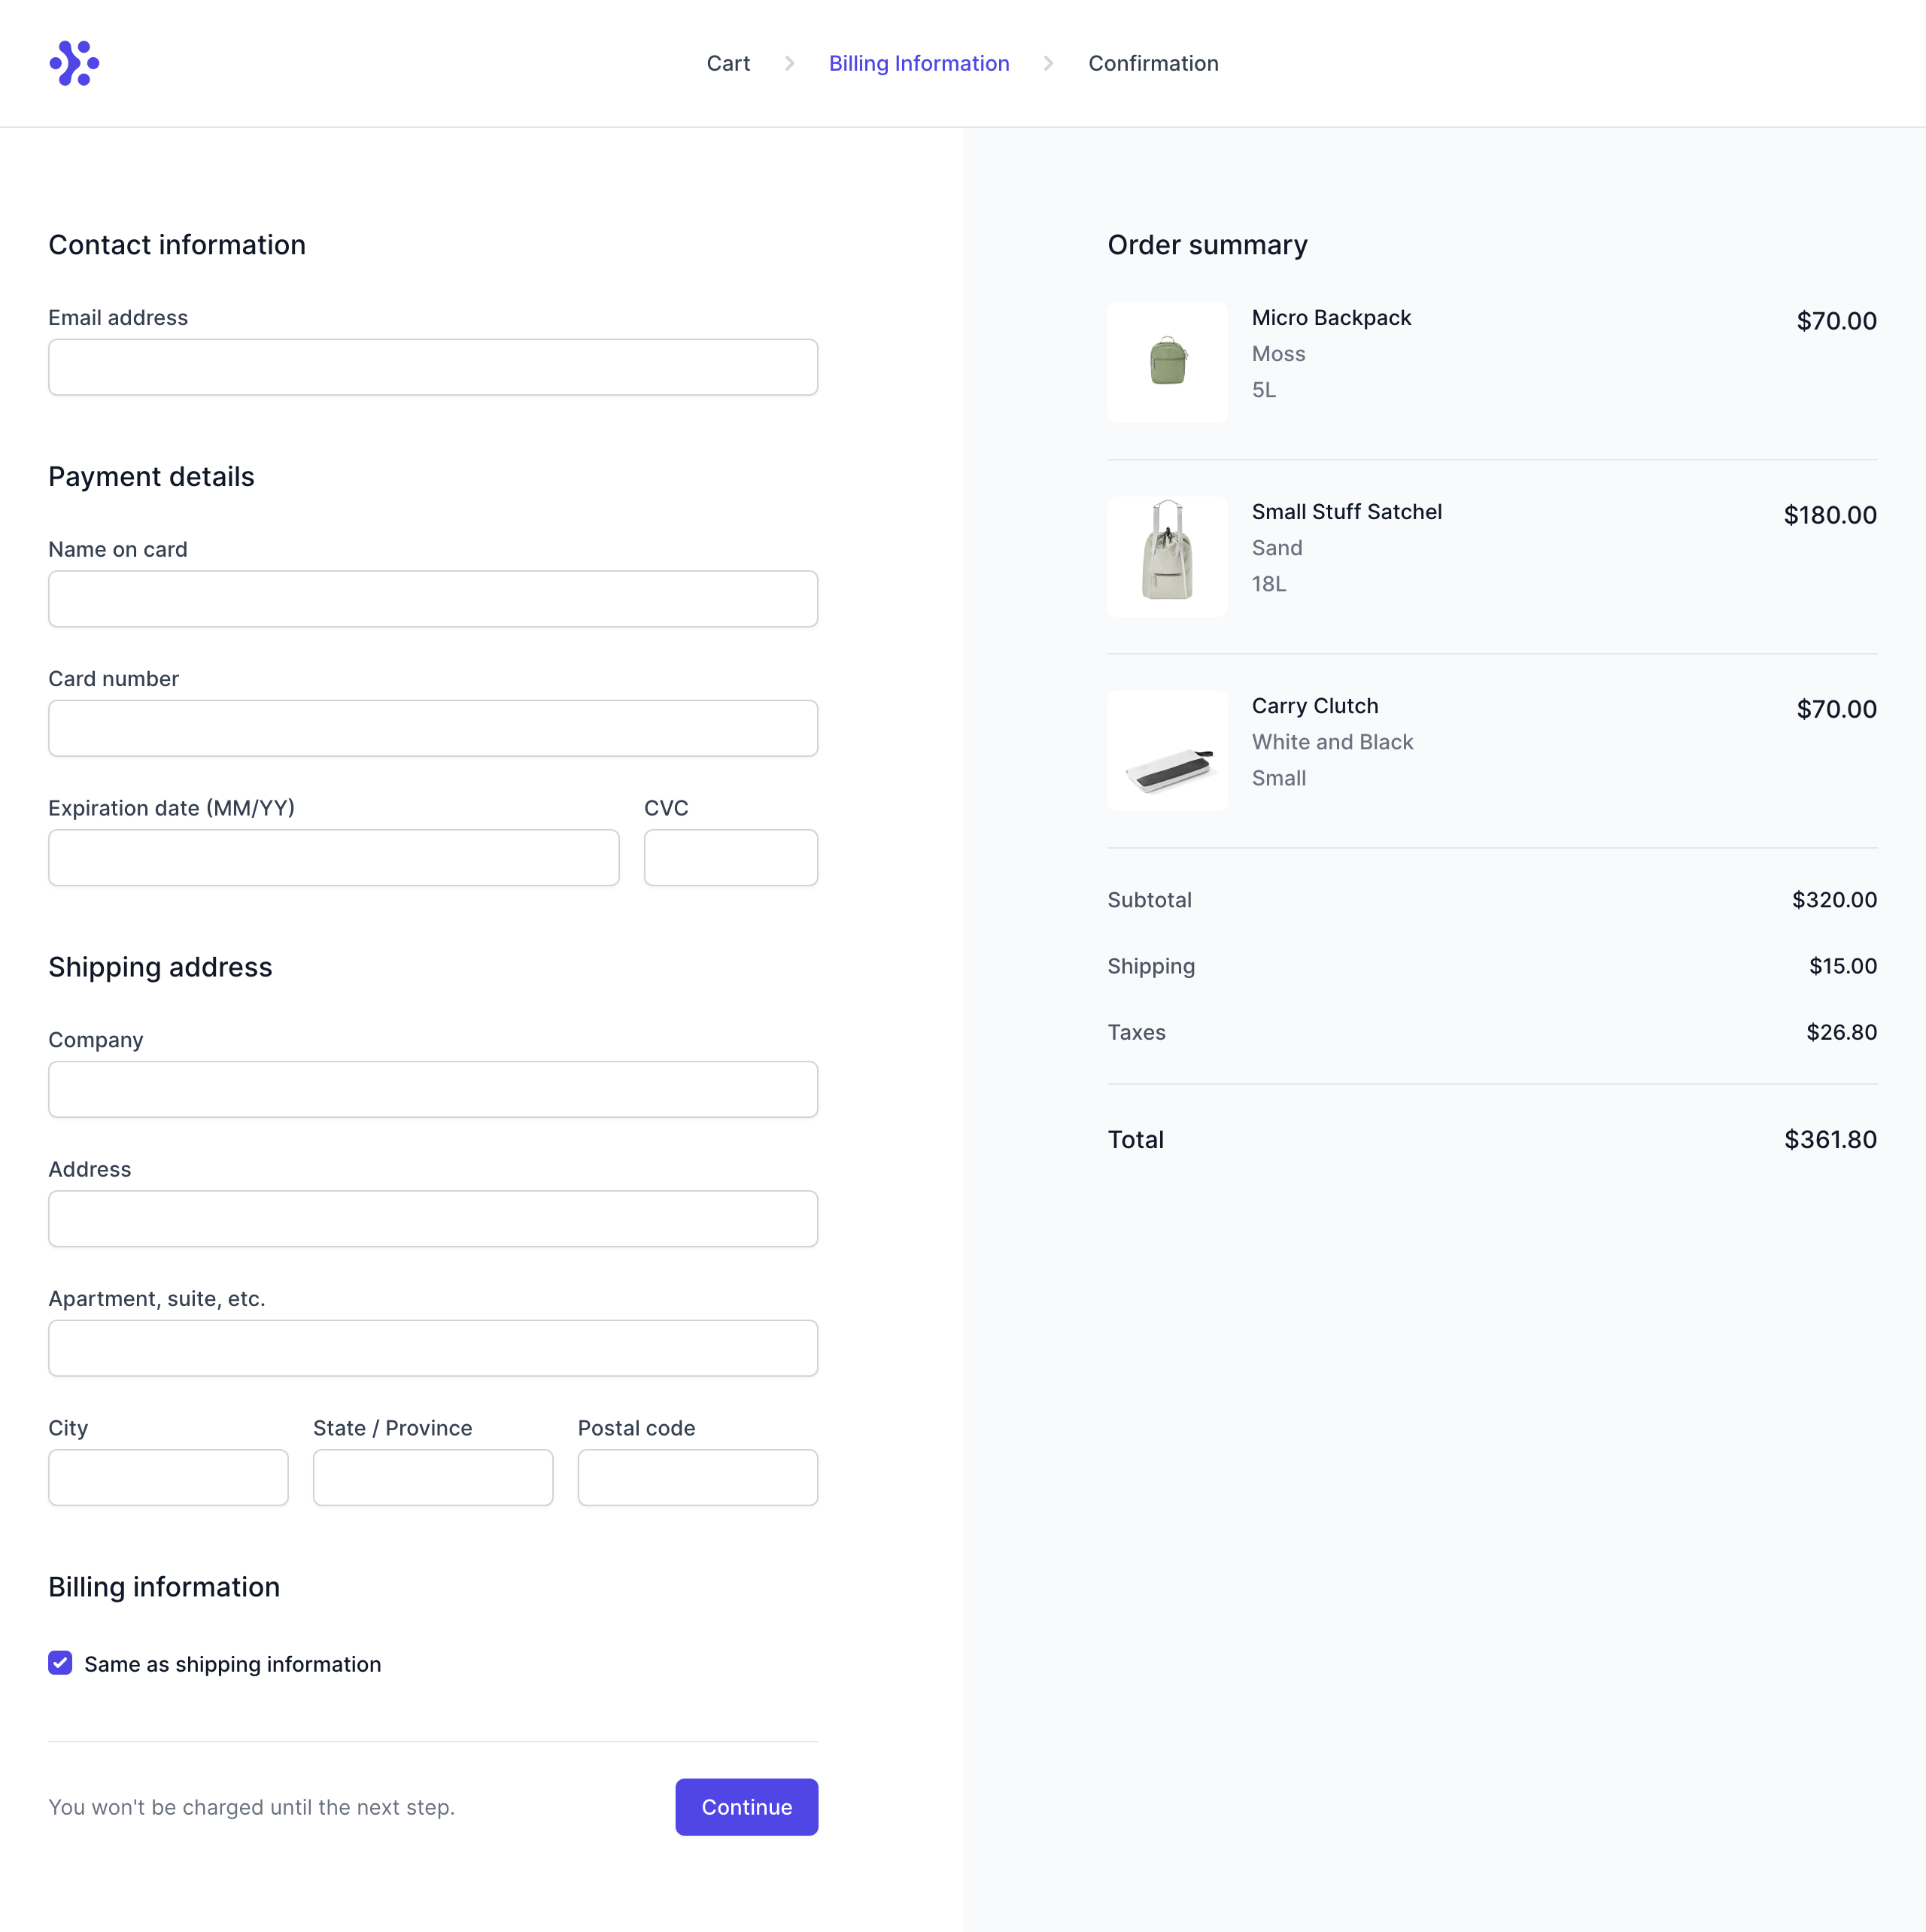 Cart
Billing Information
Confirmation
Contact information
Email address
Payment details
Name on card
Card number
Expiration date (MM/YY)
CVC
Shipping address
Company
Address
Apartment, suite, etc.
City
State / Province
Postal code
Billing information
Same as shipping information
You won't be charged until the next step.
Continue
Order summary
Micro Backpack
$70.00
Moss
5L
Small Stuff Satchel
$180.00
Sand
18L
Carry Clutch
$70.00
White and Black
Small
Subtotal
$320.00
Shipping
$15.00
Taxes
$26.80
Total
$361.80